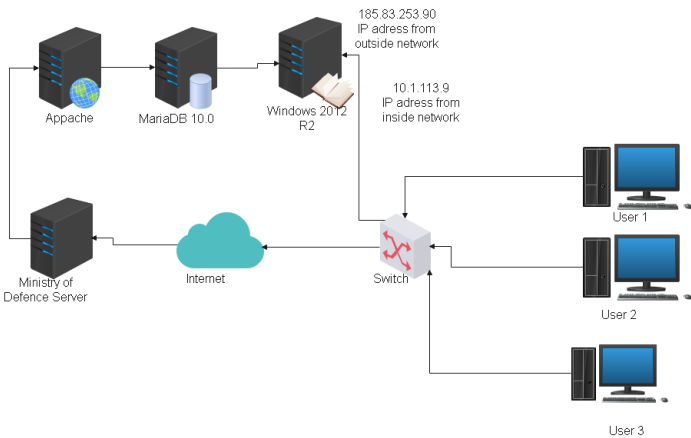 185.83.253.90
IP adress from
outside network
10.1.113.9
IP adress from
inside network
Appache
MariaDB 10.0
Windows 2012
R2
User 1
Ministry of
Defence Server
Internet
Switch
User 2
User 3